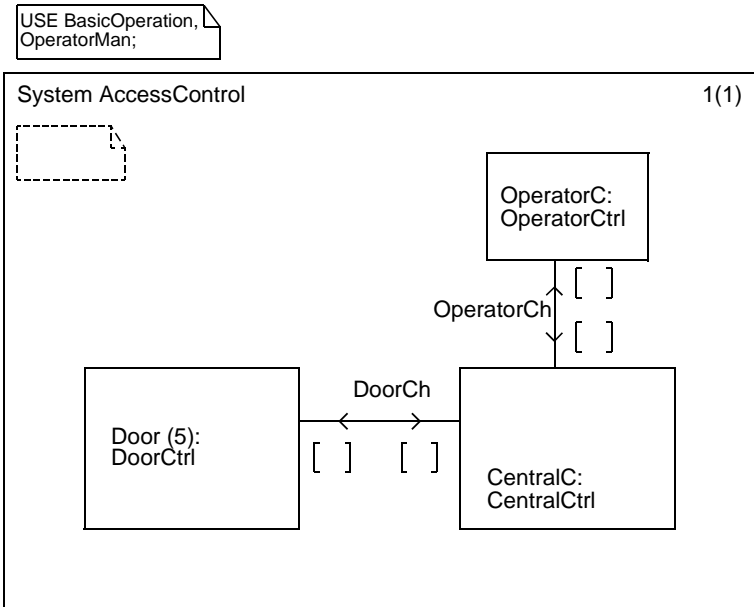 USE BasicOperation,
OperatorMan;
System AccessControl
1(1)
OperatorC:
OperatorCtrl
[ ]
OperatorCh
[ ]
DoorCh
Door (5):
DoorCtrl
[ ]
[ ]
CentralC:
CentralCtrl